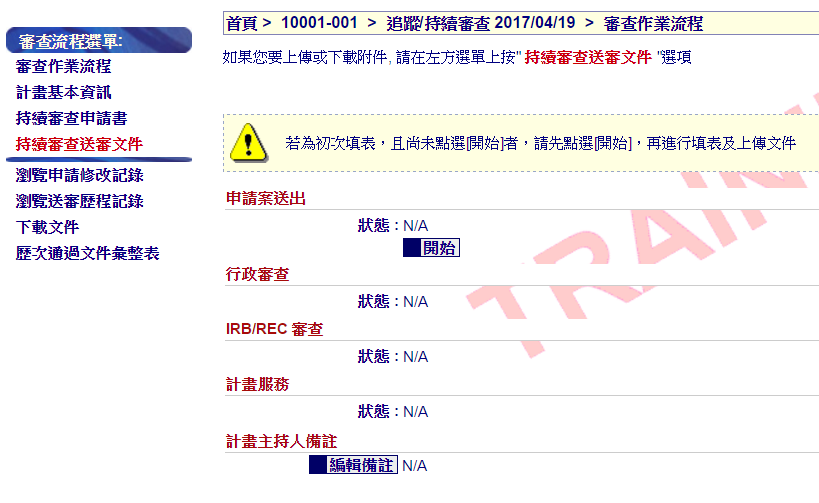 首頁 > 10001-001 > 追蹤/持續審查 2017/04/19 > 審查作業流程
審查流程選單:
審查作業流程
計畫基本資訊
持續審查申請書
持續審查送審文件
瀏覽申請修改記錄
瀏覽送審歷程記錄
下載文件
歷次通過文件彙整表
如果您要上傳或下載附件, 請在左方選單上按" 持續審查送審文件 "選項
若為初次填表，且尚未點選[開始]者，請先點選[開始]，再進行填表及上傳文件
申請案送出
狀態：N/A
開始
行政審查
狀態：N/A
IRB/REC 審查
狀態：N/A
計畫服務
狀態：N/A
計畫主持人備註
編輯備註 N/A
TRAIN